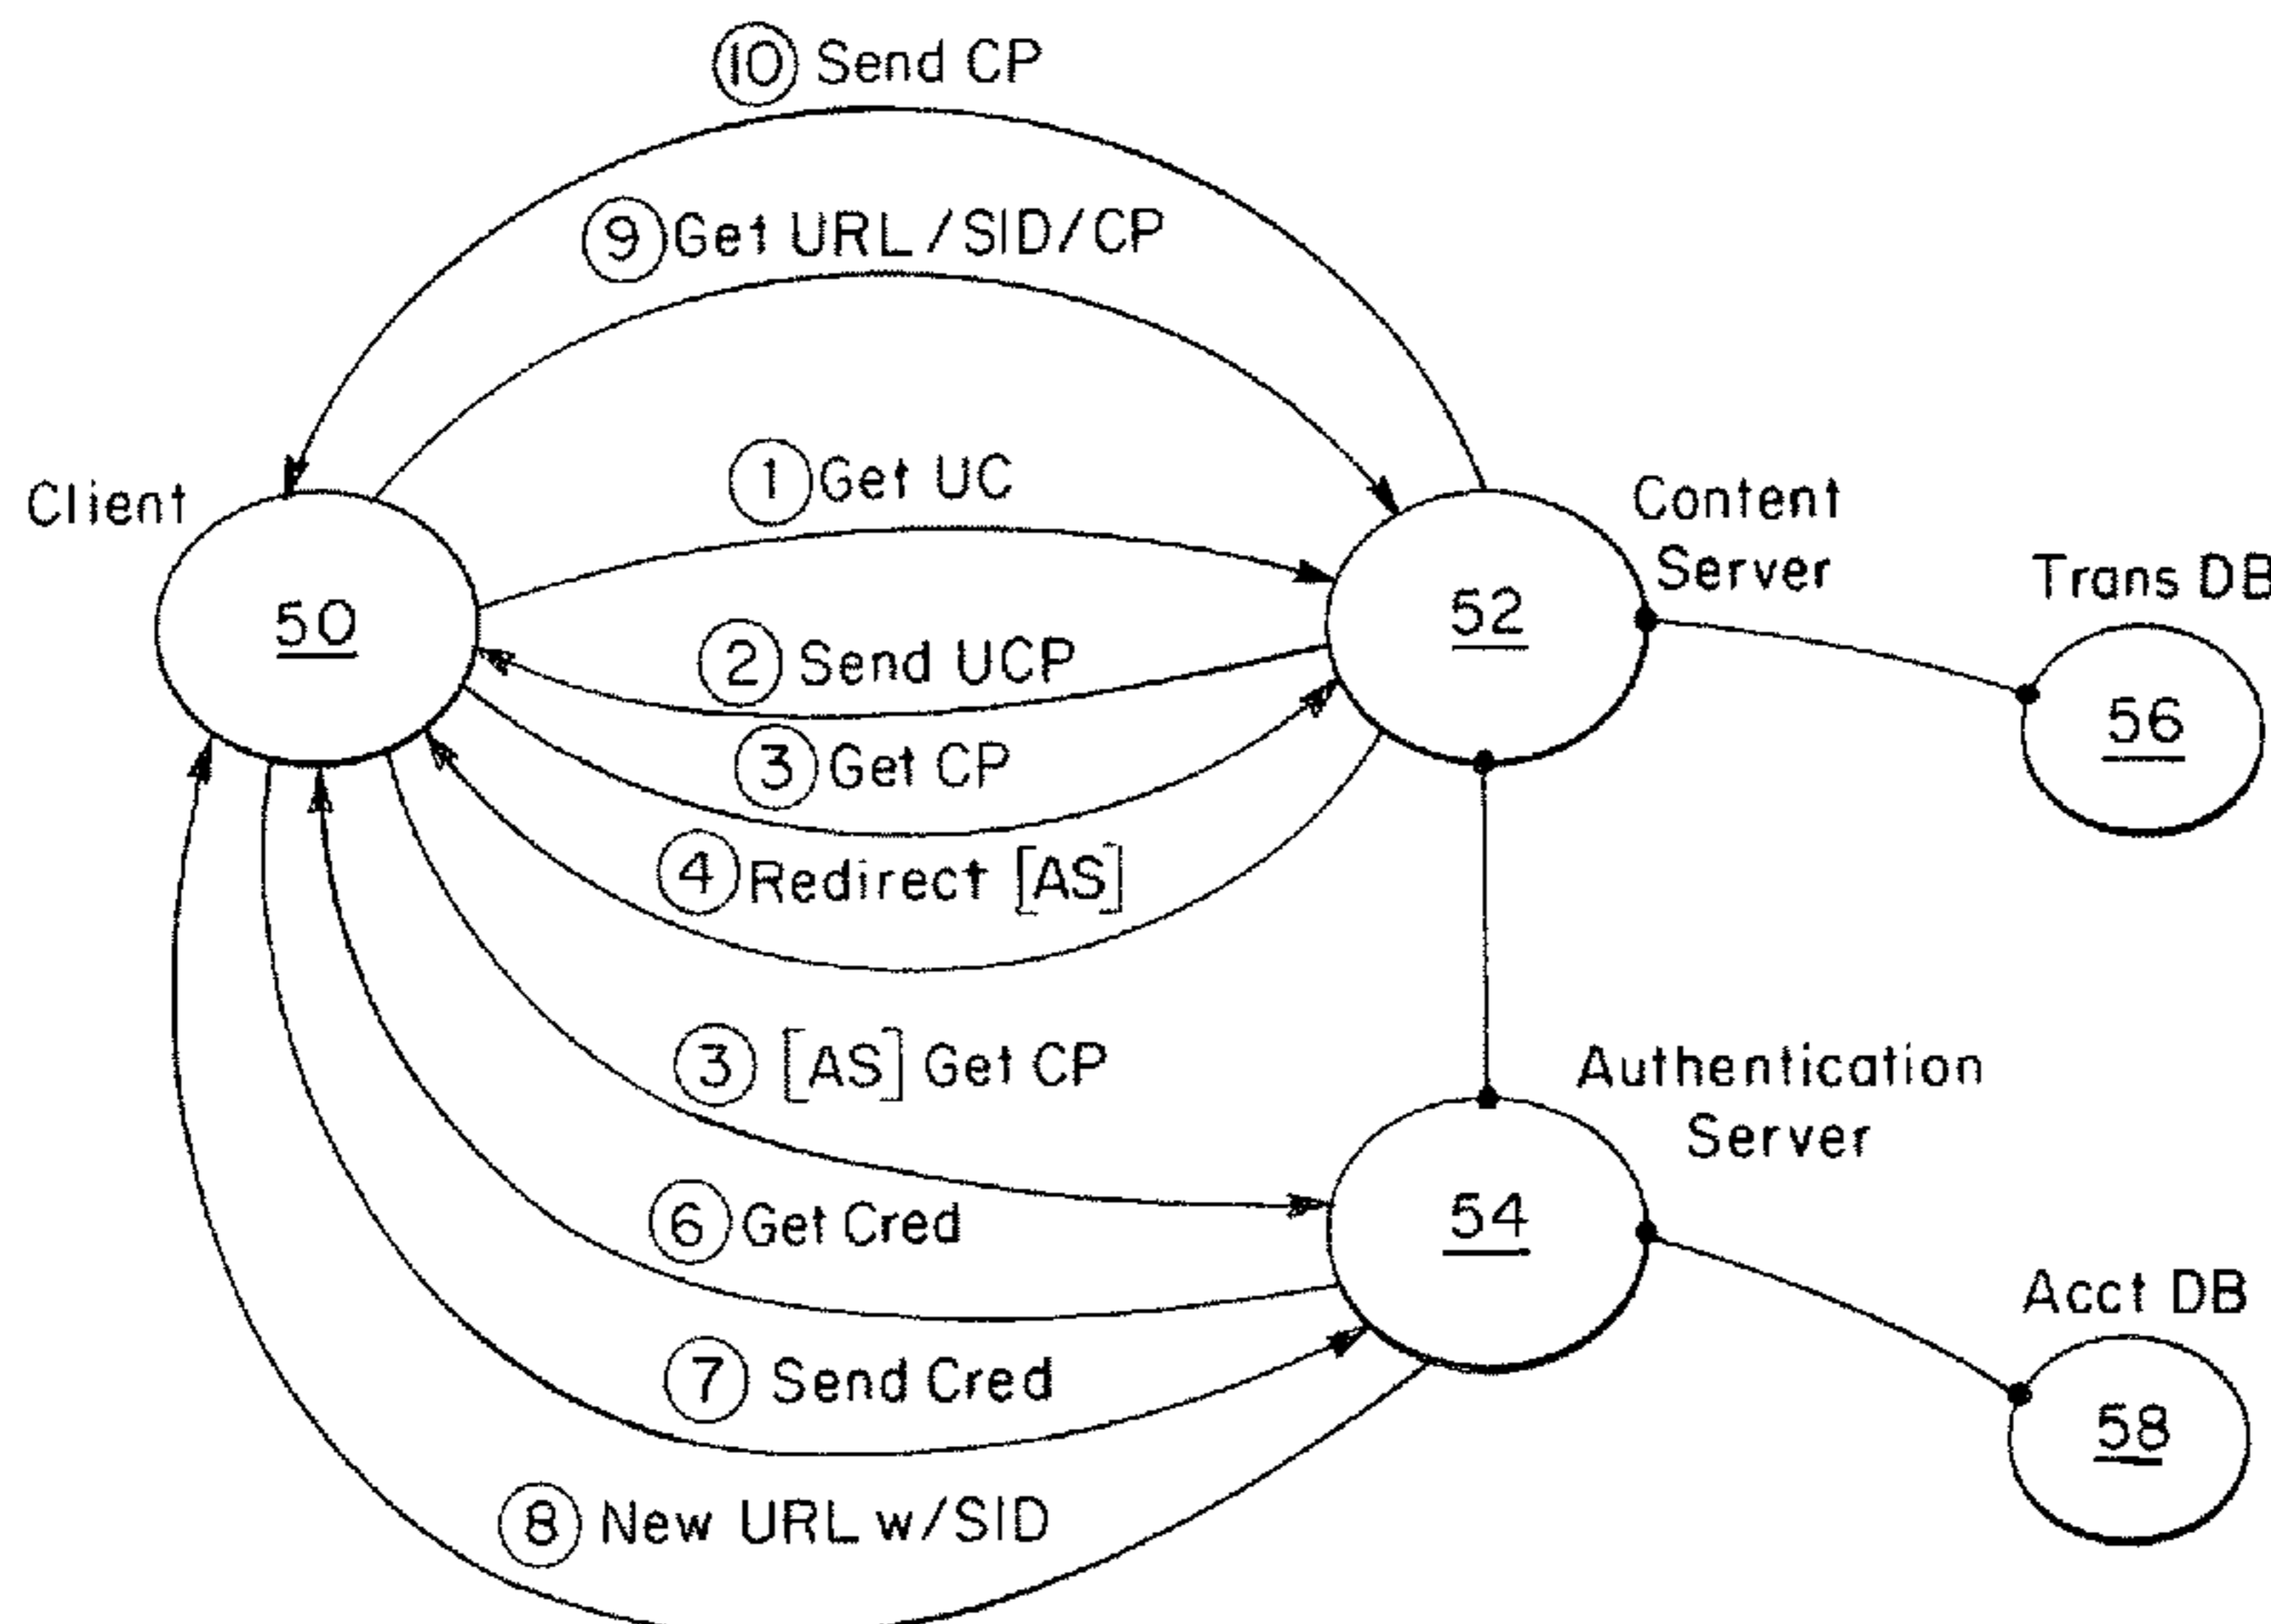 ⑩ Send CP
⑨ Get URL/SID/CP
① Get UC
Client
Content
Server
Trans DB
50
52
② Send UCP
56
③ Get CP
④ Redirect [AS]
③ [AS] Get CP
Authentication
Server
54
⑥ Get Cred
Acct DB
⑦ Send Cred
58
⑧ New URL w/SID